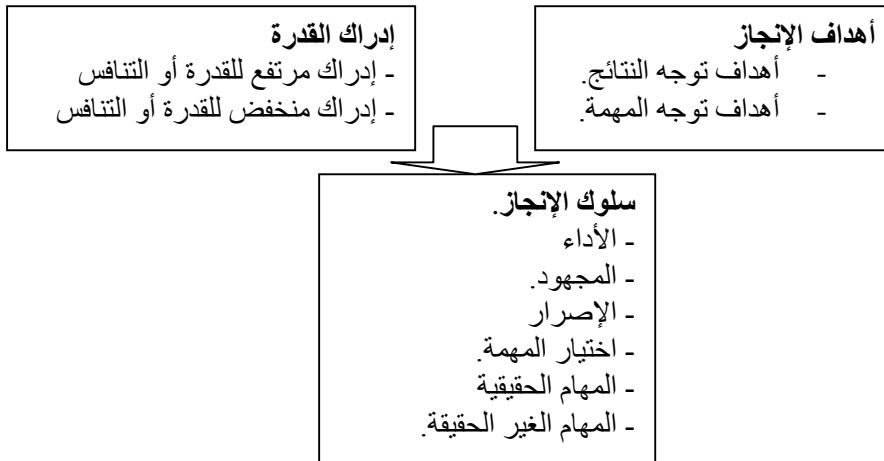 أهداف الإنجاز
- أهداف توجه النتائج.
- أهداف توجه المهمة.
إدراك القدرة
- إدراك مرتفع للقدرة أو التنافس
- إدراك منخفض للقدرة أو التنافس
سلوك الإنجاز.
- الأداء
- المجهود.
- الإصرار
- اختيار المهمة.
- المهام الحقيقية
- المهام الغير الحقيقة.